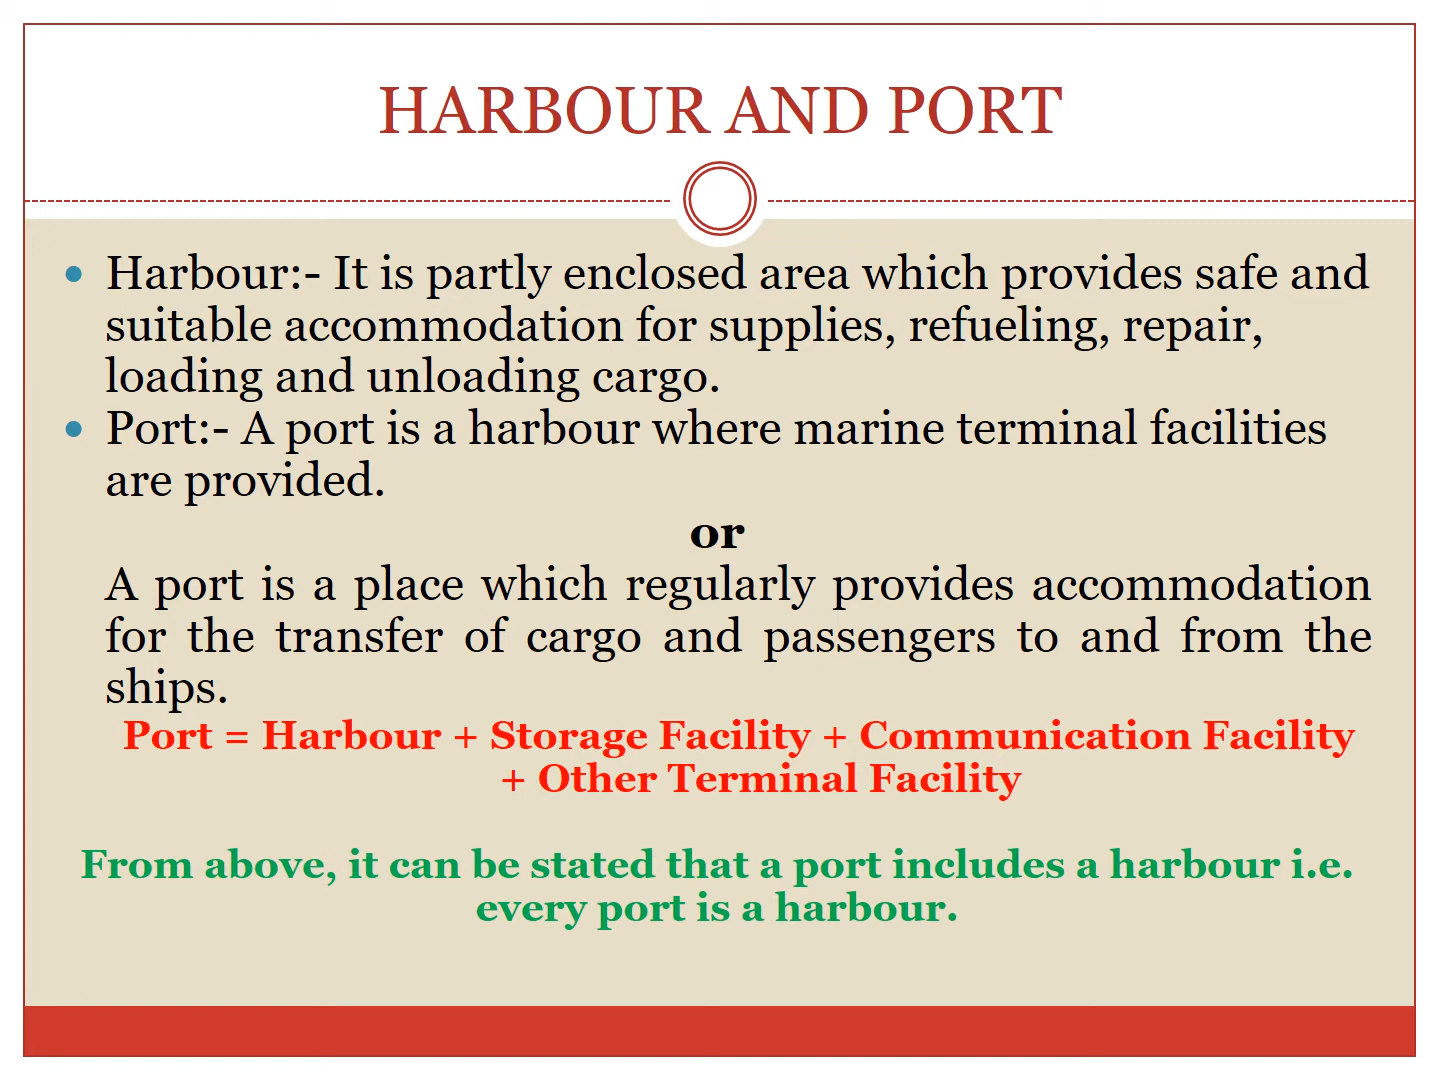 HARBOUR AND PORT
• Harbour:- It is partly enclosed area which provides safe and
suitable accommodation for supplies, refueling, repair,
loading and unloading cargo.
• Port:- A port is a harbour where marine terminal facilities
are provided.
or
A port is a place which regularly provides accommodation
for the transfer of cargo and passengers to and from the
ships.
Port = Harbour + Storage Facility + Communication Facility
+ Other Terminal Facility
From above, it can be stated that a port includes a harbour i.e.
every port is a harbour.